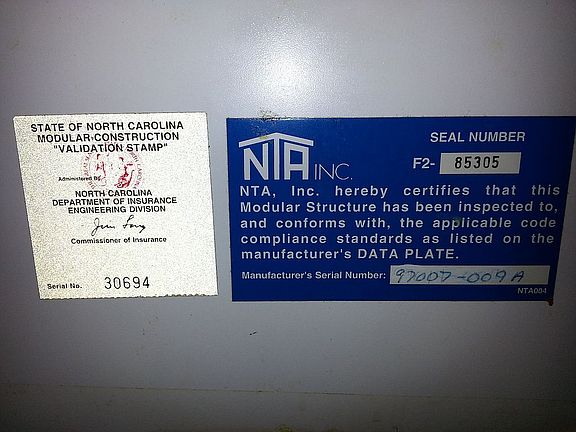 STATE OF NORTH CAROLINA
MODULAR CONSTRUCTION
"VALIDATION STAMP"
Administered By
NORTH CAROLINA
DEPARTMENT OF INSURANCE
ENGINEERING DIVISION
Jim Long
Commissioner of Insurance
Serial No. 30694
NTA INC.
SEAL NUMBER
F2- 85305
NTA, Inc. hereby certifies that this
Modular Structure has been inspected to,
and conforms with, the applicable code
compliance standards as listed on the
manufacturer's DATA PLATE.
Manufacturer's Serial Number: 97007-009A
NTA004